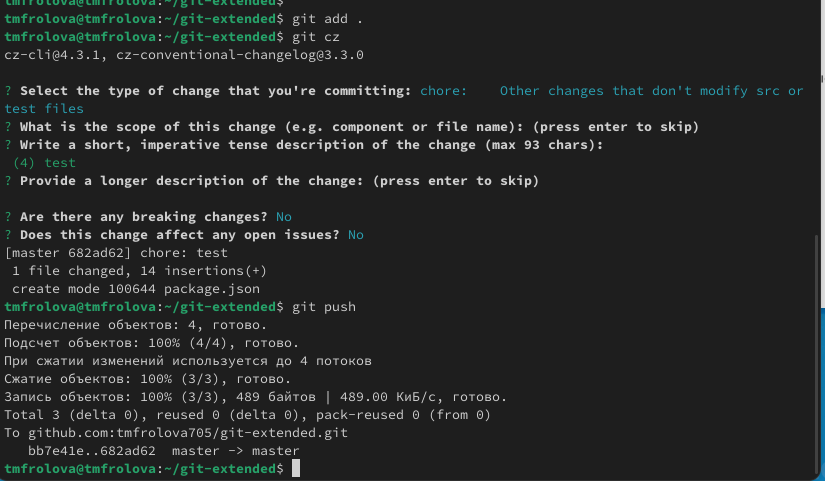 tmfrolova@tmfrolova:~/git-extended$
tmfrolova@tmfrolova:~/git-extended$ git add .
tmfrolova@tmfrolova:~/git-extended$ git cz
cz-cli@4.3.1, cz-conventional-changelog@3.3.0
? Select the type of change that you're committing: chore:    Other changes that don't modify src or
test files
? What is the scope of this change (e.g. component or file name): (press enter to skip)
? Write a short, imperative tense description of the change (max 93 chars):
 (4) test
? Provide a longer description of the change: (press enter to skip)
? Are there any breaking changes? No
? Does this change affect any open issues? No
[master 682ad62] chore: test
 1 file changed, 14 insertions(+)
 create mode 100644 package.json
tmfrolova@tmfrolova:~/git-extended$ git push
Перечисление объектов: 4, готово.
Подсчет объектов: 100% (4/4), готово.
При сжатии изменений используется до 4 потоков
Сжатие объектов: 100% (3/3), готово.
Запись объектов: 100% (3/3), 489 байтов | 489.00 КиБ/с, готово.
Total 3 (delta 0), reused 0 (delta 0), pack-reused 0 (from 0)
To github.com:tmfrolova705/git-extended.git
   bb7e41e..682ad62  master -> master
tmfrolova@tmfrolova:~/git-extended$